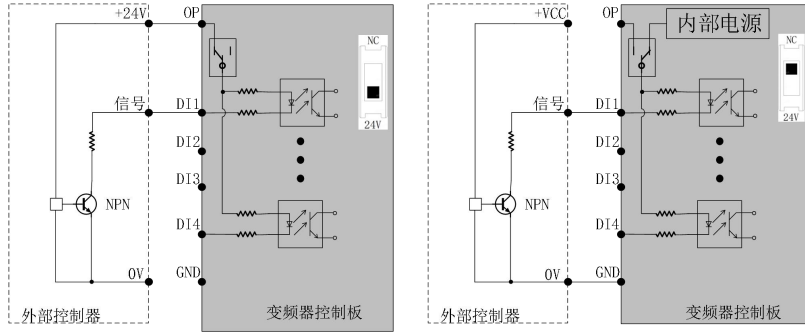 +24V
OP
NC
24V
信号
DI1
DI2
DI3
NPN
DI4
0V
GND
外部控制器
变频器控制板
+VCC
OP
内部电源
NC
24V
信号
DI1
DI2
DI3
NPN
DI4
0V
GND
外部控制器
变频器控制板